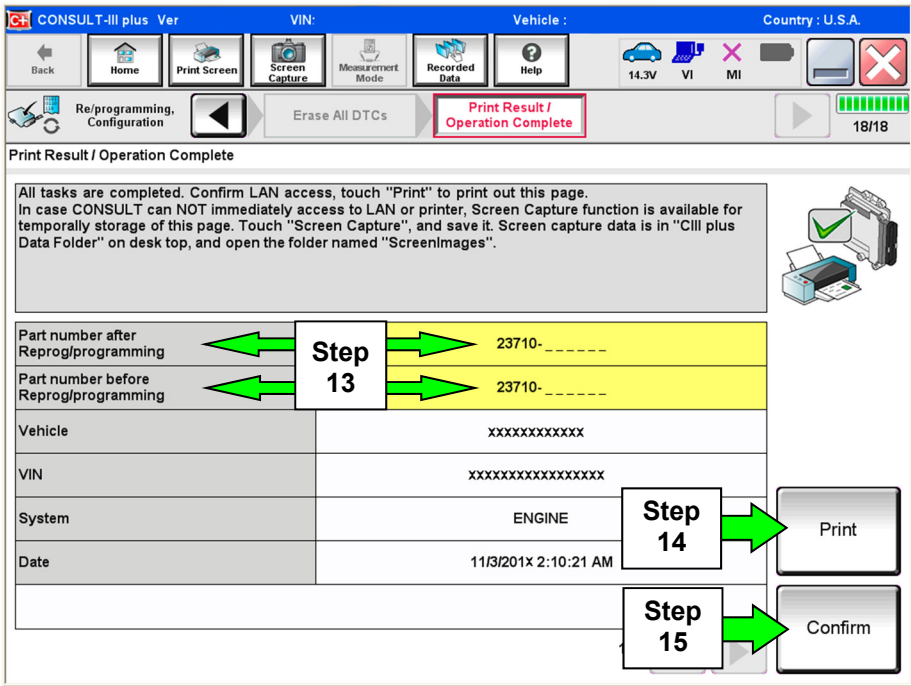 C+ CONSULT-III plus Ver VIN: Vehicle : Country : U.S.A.
Back
Home
Print Screen
Screen
Capture
Measurement
Mode
Recorded
Data
Help
14.3V VI MI
Re/programming,
Configuration
Erase All DTCs
Print Result /
Operation Complete
18/18
Print Result / Operation Complete
All tasks are completed. Confirm LAN access, touch "Print" to print out this page.
In case CONSULT can NOT immediately access to LAN or printer, Screen Capture function is available for
temporally storage of this page. Touch "Screen Capture", and save it. Screen capture data is in "CIII plus
Data Folder" on desk top, and open the folder named "ScreenImages".
Part number after
Reprog/programming
23710-_ _ _ _ _ _
Part number before
Reprog/programming
23710-_ _ _ _ _ _
Step
13
Vehicle
xxxxxxxxxxxx
VIN
xxxxxxxxxxxxxxxxx
System
ENGINE
Date
11/3/201x 2:10:21 AM
Step
14
Print
Step
15
Confirm